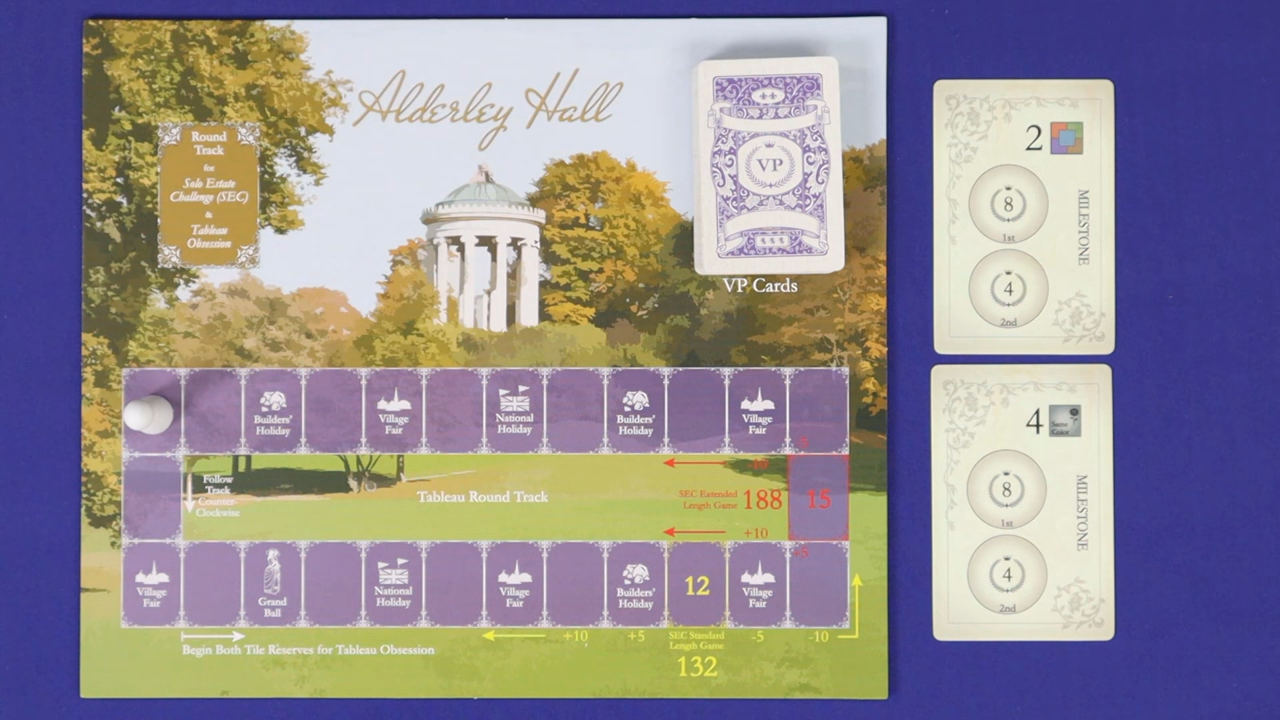 Alderley Hall
Round
Track
for
Solo Estate
Challenge (SEC)
&
Tableau
Obsession
VP
VP Cards
2
8
1st
4
2nd
MILESTONE
4
Same
Color
8
1st
4
2nd
MILESTONE
Builders'
Holiday
Village
Fair
National
Holiday
Builders'
Holiday
Village
Fair
-5
-10
Follow
Track
Counter-
Clockwise
Tableau Round Track
SEC Extended
Length Game
188
15
+10
+5
Village
Fair
Grand
Ball
National
Holiday
Village
Fair
Builders'
Holiday
12
Village
Fair
Begin Both Tile Reserves for Tableau Obsession
+10
+5
SEC Standard
Length Game
132
-5
-10